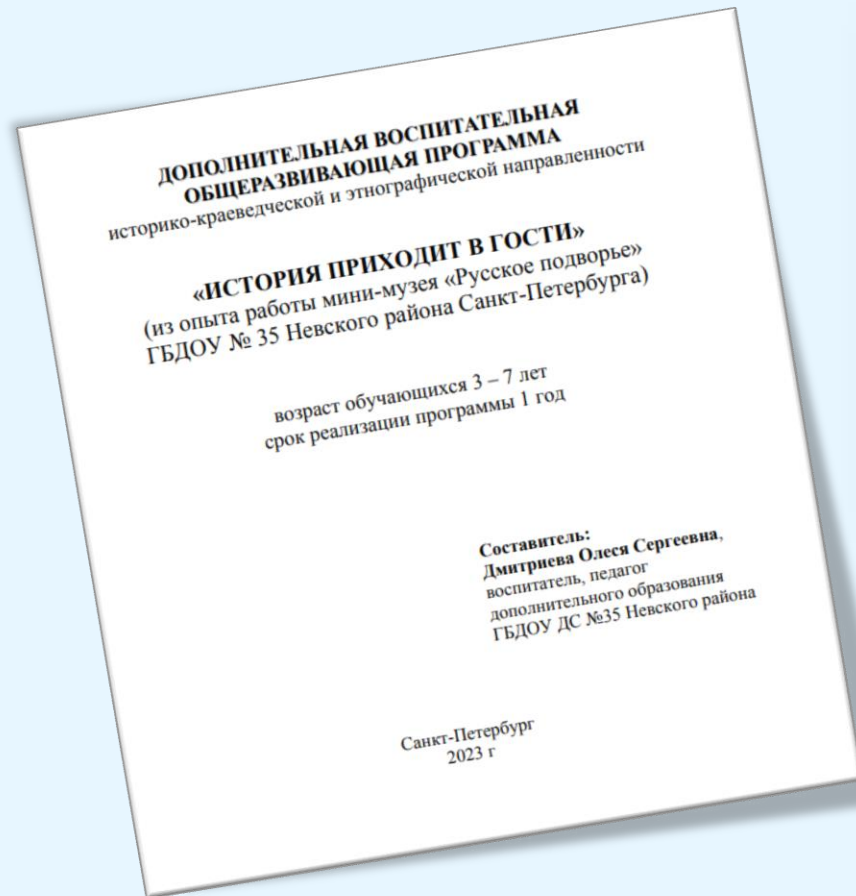 ДОПОЛНИТЕЛЬНАЯ ВОСПИТАТЕЛЬНАЯ
ОБЩЕРАЗВИВАЮЩАЯ ПРОГРАММА
историко-краеведческой и этнографической направленности
«ИСТОРИЯ ПРИХОДИТ В ГОСТИ»
(из опыта работы мини-музея «Русское подворье»
ГБДОУ № 35 Невского района Санкт-Петербурга)
возраст обучающихся 3 – 7 лет
срок реализации программы 1 год
Составитель:
Дмитриева Олеся Сергеевна,
воспитатель, педагог
дополнительного образования
ГБДОУ ДС №35 Невского района
Санкт-Петербург
2023 г